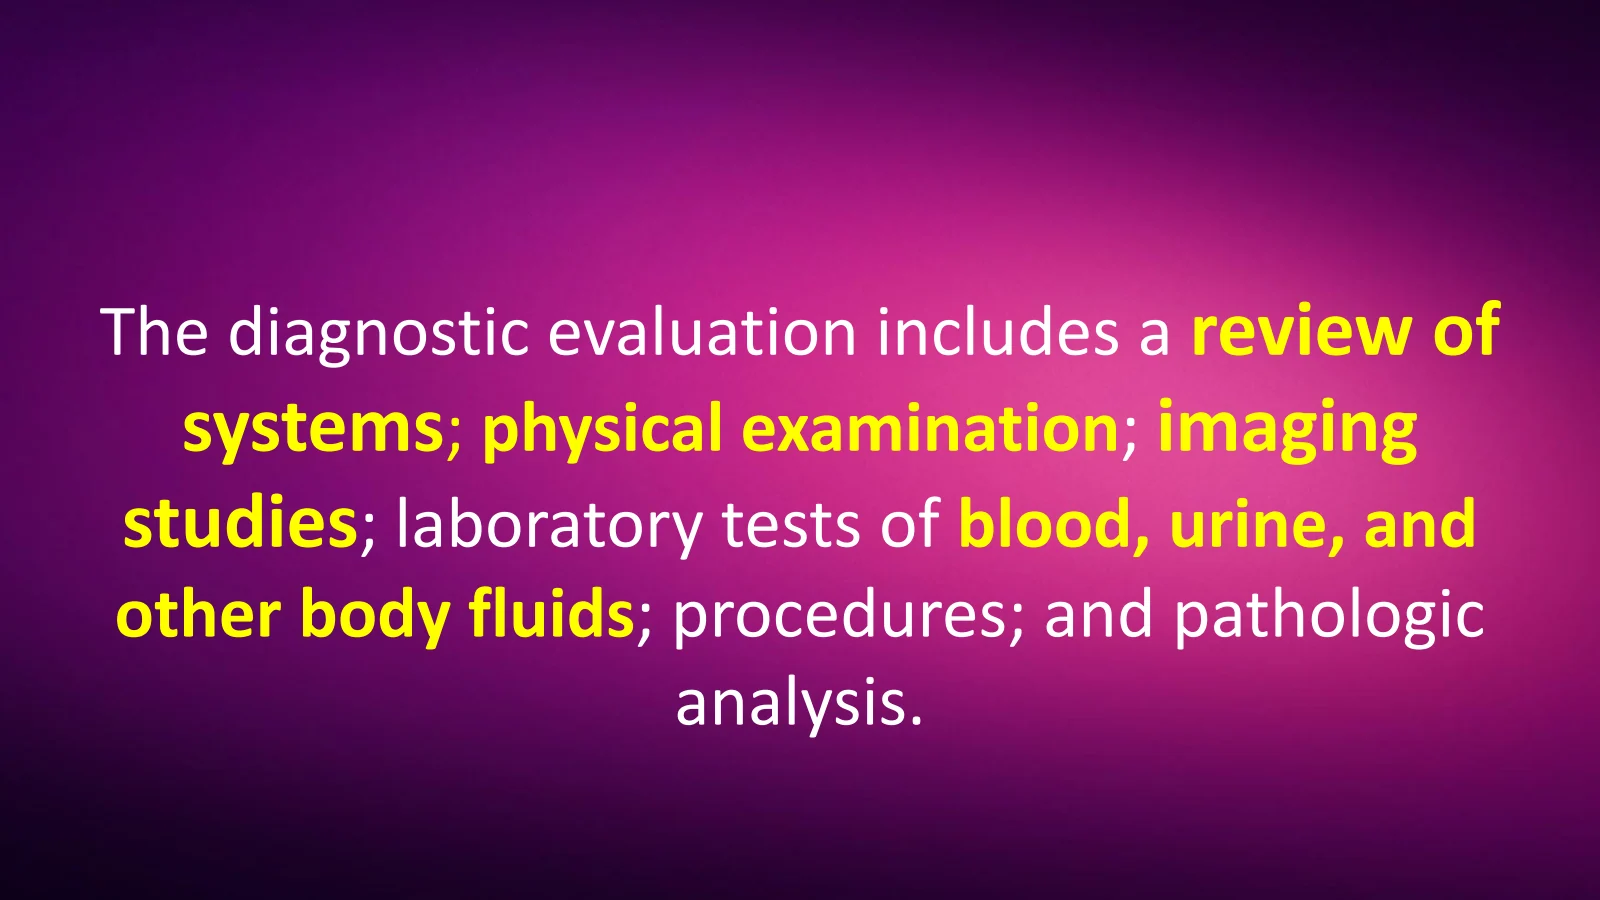 The diagnostic evaluation includes a review of
systems; physical examination; imaging
studies; laboratory tests of blood, urine, and
other body fluids; procedures; and pathologic
analysis.